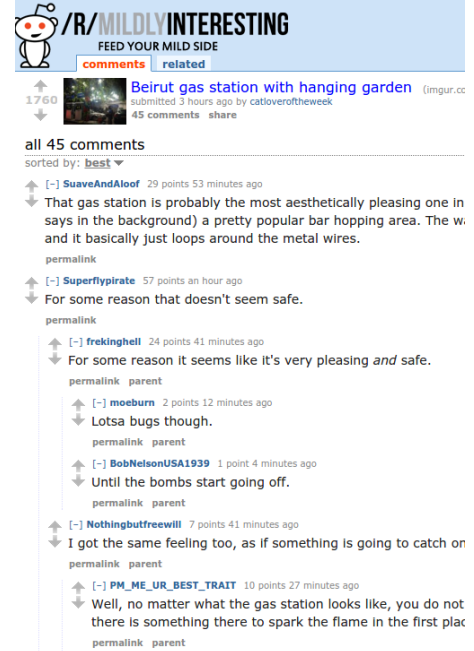 /R/MILDLYINTERESTING
FEED YOUR MILD SIDE
comments related
1760
Beirut gas station with hanging garden (imgur.co
submitted 3 hours ago by catloveroftheweek
45 comments share
all 45 comments
sorted by: best
[–] SuaveAndAloof 29 points 53 minutes ago
That gas station is probably the most aesthetically pleasing one in
says in the background) a pretty popular bar hopping area. The wa
and it basically just loops around the metal wires.
permalink
[–] Superflypirate 57 points an hour ago
For some reason that doesn't seem safe.
permalink
[–] frekinghell 24 points 41 minutes ago
For some reason it seems like it's very pleasing and safe.
permalink parent
[–] moeburn 2 points 12 minutes ago
Lotsa bugs though.
permalink parent
[–] BobNelsonUSA1939 1 point 4 minutes ago
Until the bombs start going off.
permalink parent
[–] Nothingbutfreewill 7 points 41 minutes ago
I got the same feeling too, as if something is going to catch on
permalink parent
[–] PM_ME_UR_BEST_TRAIT 10 points 27 minutes ago
Well, no matter what the gas station looks like, you do not
there is something there to spark the flame in the first plac
permalink parent